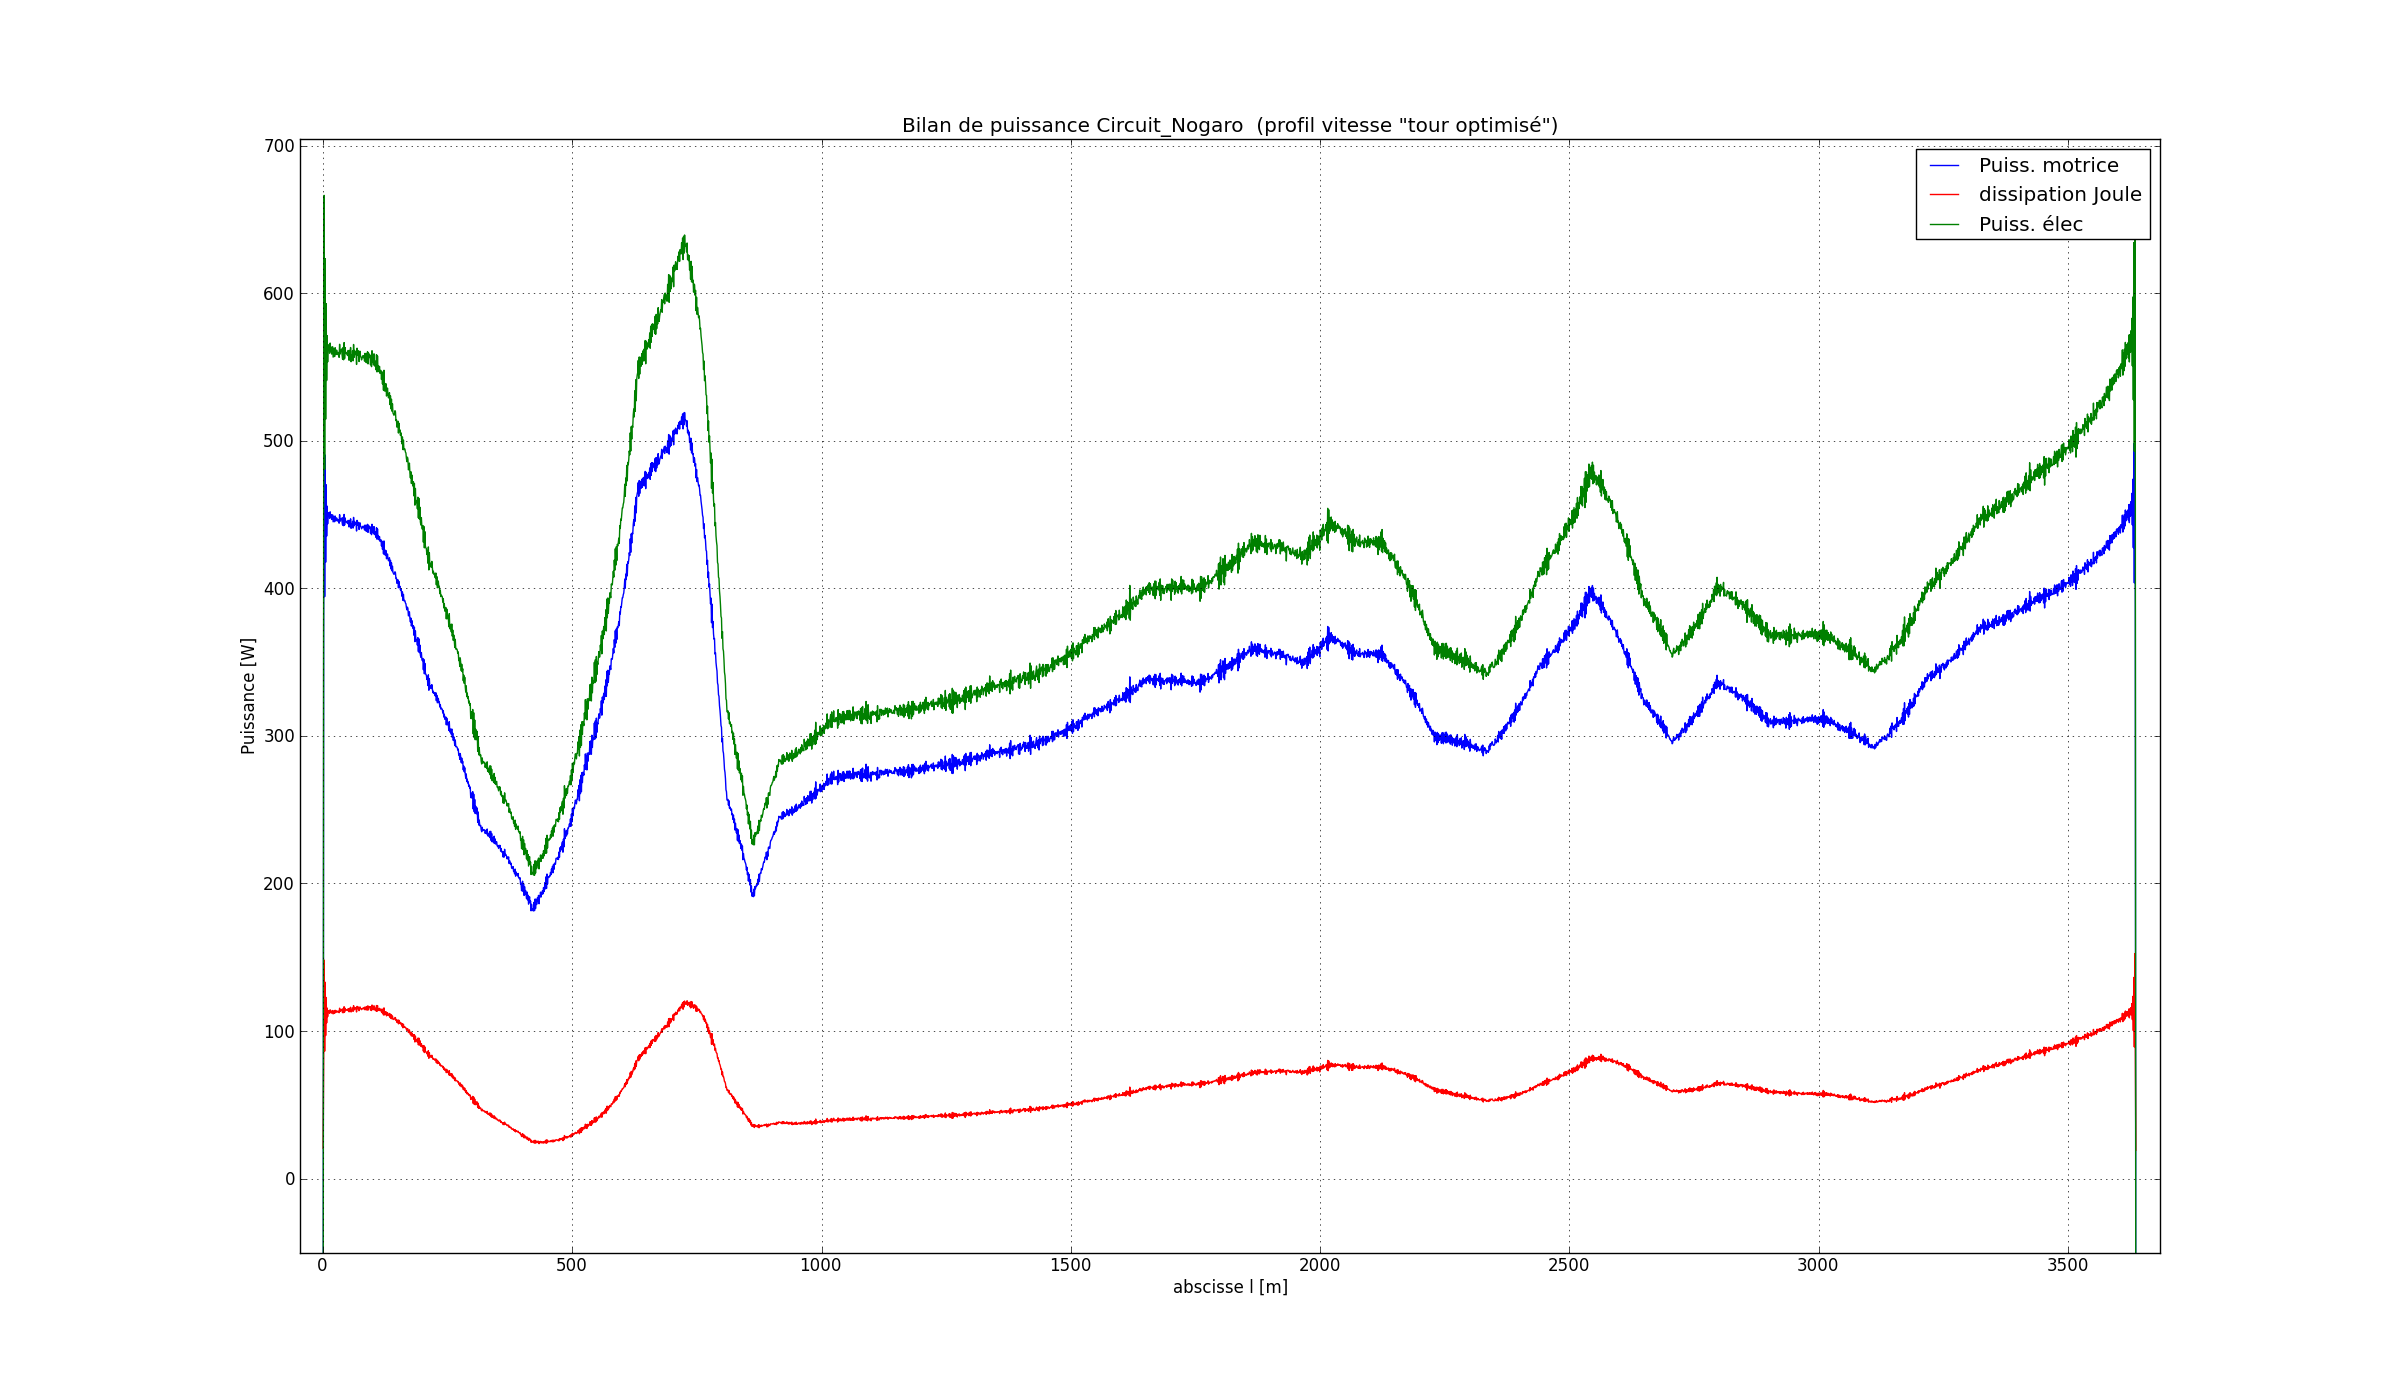 Bilan de puissance Circuit_Nogaro  (profil vitesse "tour optimisé")
700
600
500
400
300
200
100
0
Puissance [W]
Puiss. motrice
dissipation Joule
Puiss. élec
0 500 1000 1500 2000 2500 3000 3500
abscisse l [m]